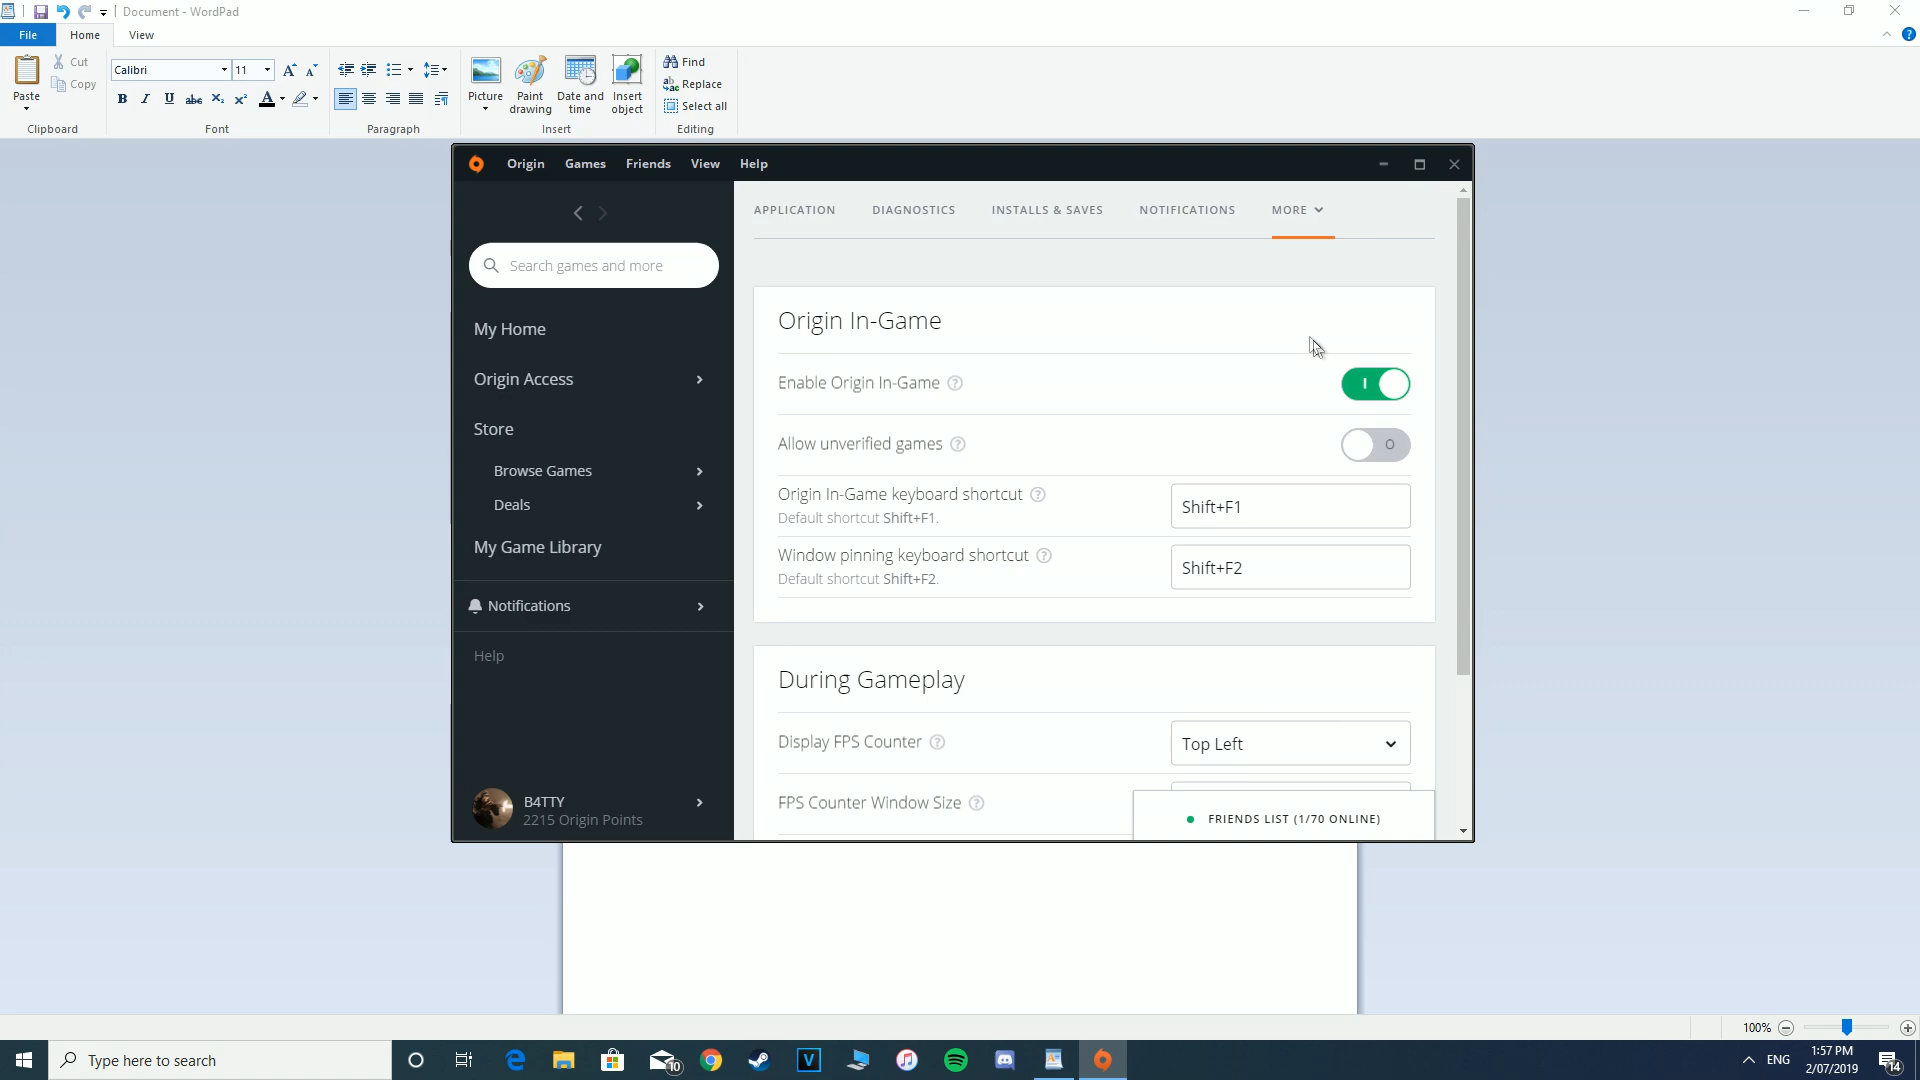 Document - WordPad
File Home View
Paste
Cut
Copy
Clipboard
Calibri 11
B I U abc X₂ X² A
Font
Paragraph
Picture
Paint drawing
Date and time
Insert object
Insert
Find
Replace
Select all
Editing
Origin Games Friends View Help
Search games and more
My Home
Origin Access
Store
Browse Games
Deals
My Game Library
Notifications
Help
B4TTY
2215 Origin Points
APPLICATION DIAGNOSTICS INSTALLS & SAVES NOTIFICATIONS MORE
Origin In-Game
Enable Origin In-Game ?
Allow unverified games ?
Origin In-Game keyboard shortcut ?
Default shortcut Shift+F1.
Shift+F1
Window pinning keyboard shortcut ?
Default shortcut Shift+F2.
Shift+F2
During Gameplay
Display FPS Counter ?
Top Left
FPS Counter Window Size ?
FRIENDS LIST (1/70 ONLINE)
100%
Type here to search
10
V
ENG
1:57 PM
2/07/2019
14